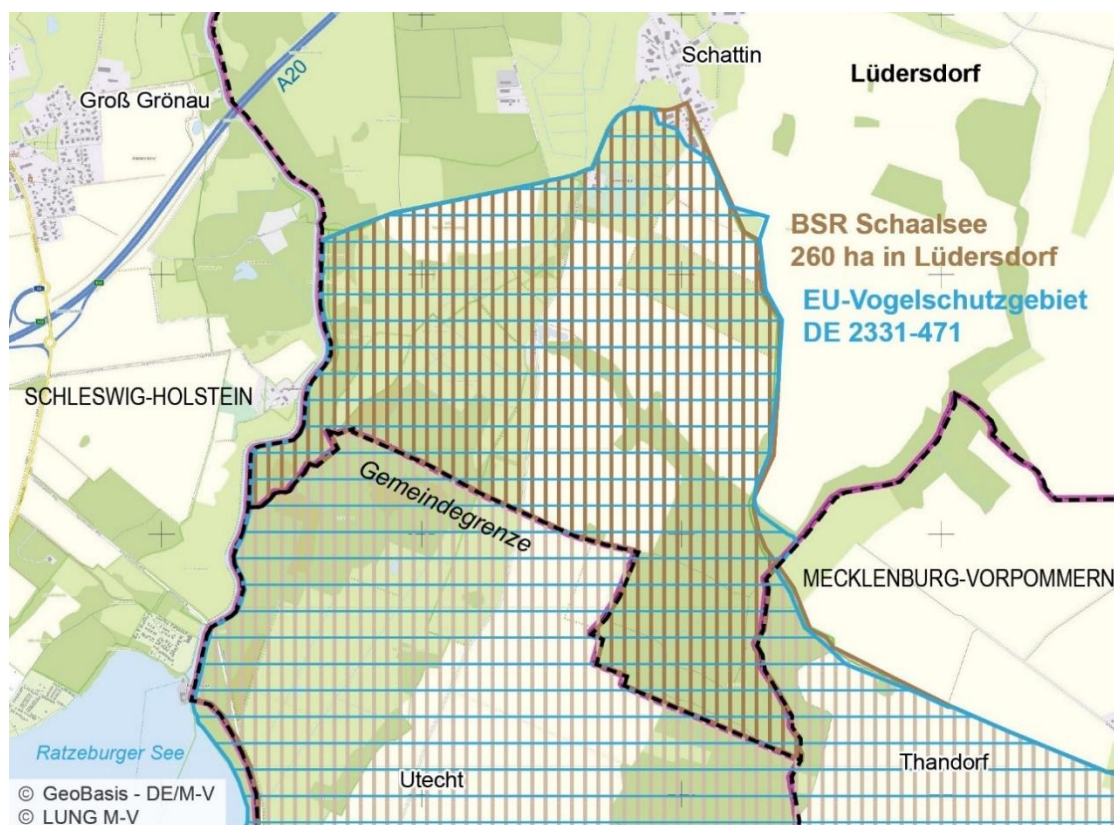 Schattin
Lüdersdorf
A20
Groß Grönau
BSR Schaalsee
260 ha in Lüdersdorf
EU-Vogelschutzgebiet
DE 2331-471
SCHLESWIG-HOLSTEIN
Gemeindegrenze
MECKLENBURG-VORPOMMERN
Ratzeburger See
Utecht
Thandorf
© GeoBasis - DE/M-V
© LUNG M-V